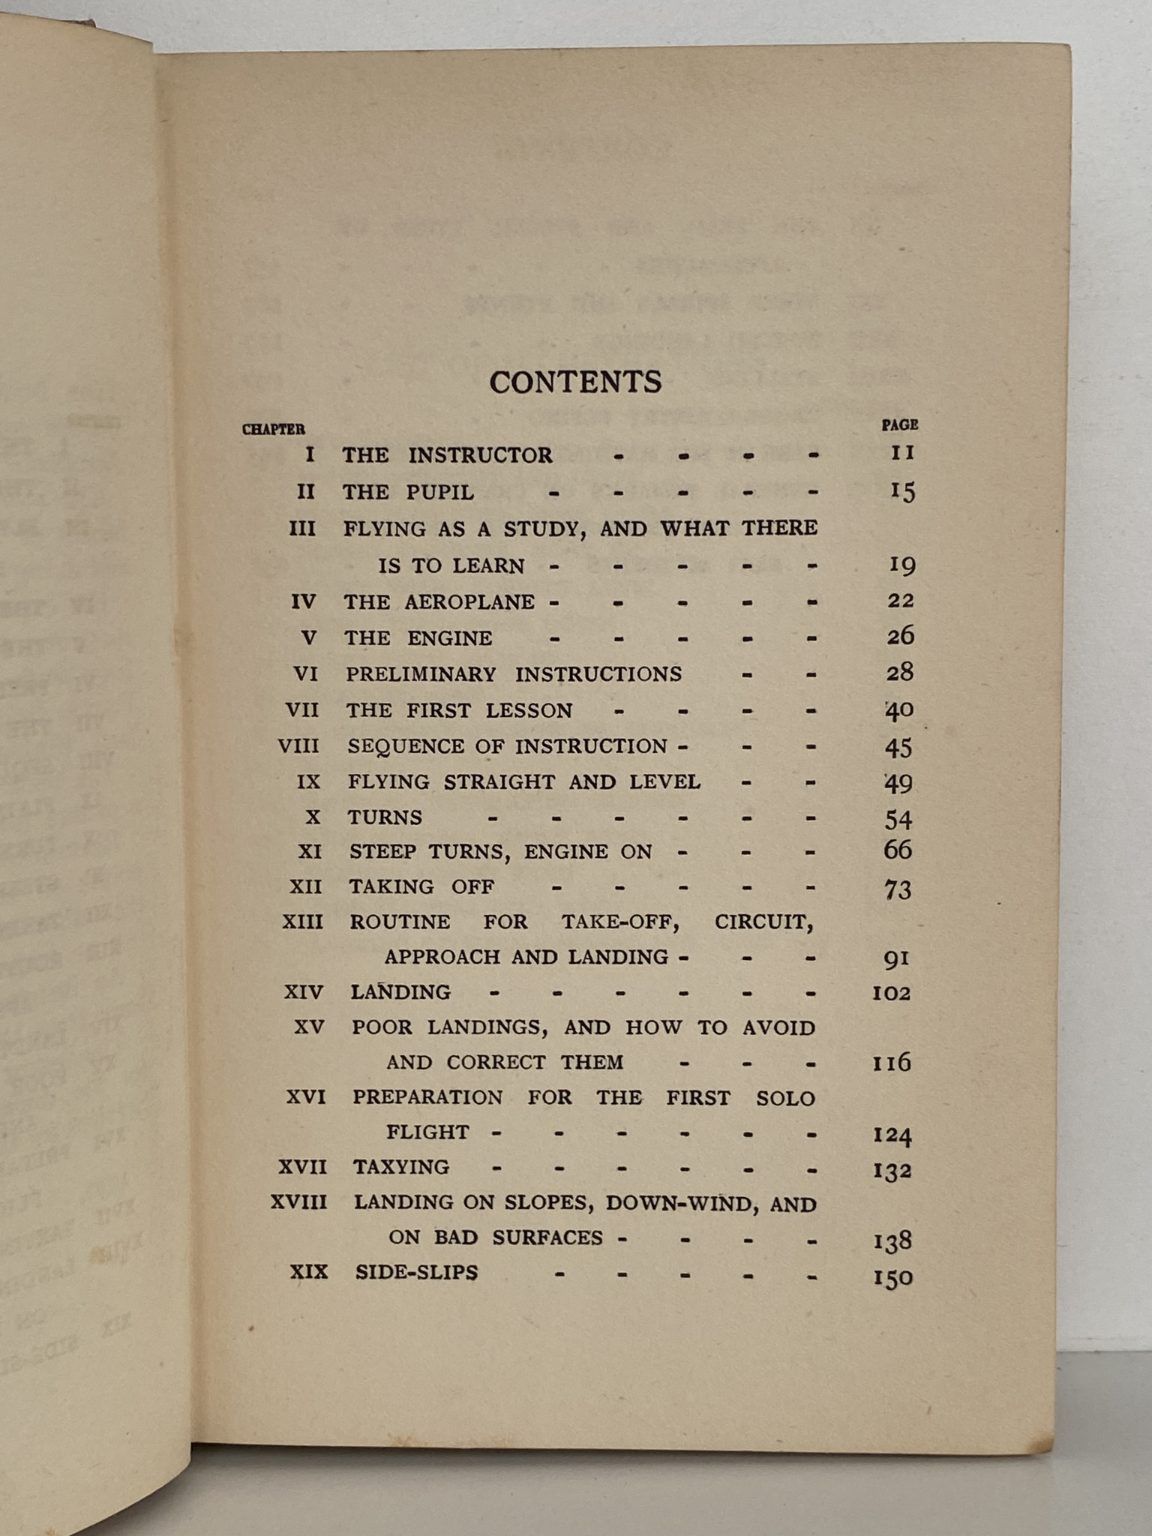 CONTENTS
CHAPTER PAGE
I THE INSTRUCTOR - - - - 11
II THE PUPIL - - - - - 15
III FLYING AS A STUDY, AND WHAT THERE
IS TO LEARN - - - - - 19
IV THE AEROPLANE - - - - - 22
V THE ENGINE - - - - - 26
VI PRELIMINARY INSTRUCTIONS - - 28
VII THE FIRST LESSON - - - - 40
VIII SEQUENCE OF INSTRUCTION - - - 45
IX FLYING STRAIGHT AND LEVEL - - 49
X TURNS - - - - - - 54
XI STEEP TURNS, ENGINE ON - - - 66
XII TAKING OFF - - - - - 73
XIII ROUTINE FOR TAKE-OFF, CIRCUIT,
APPROACH AND LANDING - - - 91
XIV LANDING - - - - - - 102
XV POOR LANDINGS, AND HOW TO AVOID
AND CORRECT THEM - - - 116
XVI PREPARATION FOR THE FIRST SOLO
FLIGHT - - - - - - 124
XVII TAXYING - - - - - - 132
XVIII LANDING ON SLOPES, DOWN-WIND, AND
ON BAD SURFACES - - - - 138
XIX SIDE-SLIPS - - - - - 150